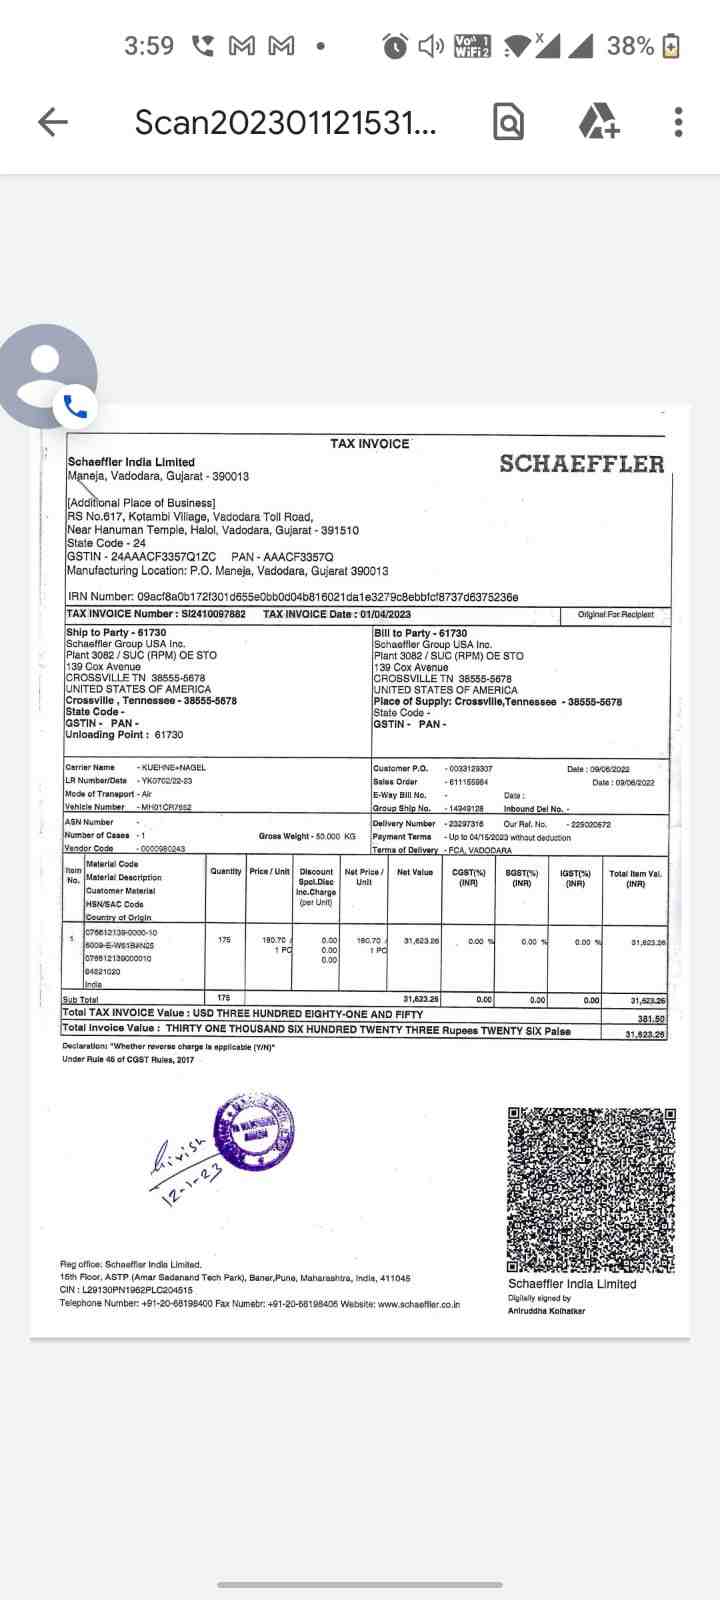 3:59
Vo 1
WiFi2
38%
Scan202301121531...
TAX INVOICE
Schaeffler India Limited
SCHAEFFLER
Maneja, Vadodara, Gujarat - 390013
[Additional Place of Business]
RS No.617, Kotambi Village, Vadodara Toll Road,
Near Hanuman Temple, Halol, Vadodara, Gujarat - 391510
State Code - 24
GSTIN - 24AAACF3357Q1ZC PAN - AAACF3357Q
Manufacturing Location: P.O. Maneja, Vadodara, Gujarat 390013
IRN Number: 09acf8a0b172f301d655e0bb0d04b816021da1e3279c8ebbfcf8737d6375236e
TAX INVOICE Number : SI2410097882 TAX INVOICE Date : 01/04/2023 Original For Recipient
Ship to Party - 61730
Schaeffler Group USA Inc.
Plant 3082 / SUC (RPM) OE STO
139 Cox Avenue
CROSSVILLE TN 38555-5678
UNITED STATES OF AMERICA
Crossville , Tennessee - 38555-5678
State Code -
GSTIN - PAN -
Unloading Point : 61730
Bill to Party - 61730
Schaeffler Group USA Inc.
Plant 3082 / SUC (RPM) OE STO
139 Cox Avenue
CROSSVILLE TN 38555-5678
UNITED STATES OF AMERICA
Place of Supply: Crossville,Tennessee - 38555-5678
State Code -
GSTIN - PAN -
Carrier Name - KUEHNE+NAGEL
LR Number/Date - YK0702/22-23
Mode of Transport - Air
Vehicle Number - MH01CR7652
Customer P.O. - 0033129307 Date : 09/06/2022
Sales Order - 611155984 Date : 09/06/2022
E-Way Bill No. - Date :
Group Ship No. - 14949128 Inbound Del No. -
ASN Number -
Number of Cases - 1 Gross Weight - 50.000 KG
Vendor Code - 0000980243
Delivery Number - 23297316 Our Ref. No. - 225020672
Payment Terms - Up to 04/15/2023 without deduction
Terms of Delivery - FCA, VADODARA
Item No.
Material Code
Material Description
Customer Material
HSN/SAC Code
Country of Origin
Quantity
Price / Unit
Discount
Spcl.Disc
Inc.Charge
(per Unit)
Net Price /
Unit
Net Value
CGST(%)
(INR)
SGST(%)
(INR)
IGST(%)
(INR)
Total Item Val.
(INR)
1
076612139-0000-10
076612139000010
84821020
India
175
180.70 /
1 PC
0.00
0.00
0.00
180.70 /
1 PC
31,623.26
0.00 %
0.00 %
0.00 %
31,623.26
Sub Total 175 31,623.26 0.00 0.00 0.00 31,623.26
Total TAX INVOICE Value : USD THREE HUNDRED EIGHTY-ONE AND FIFTY 381.50
Total Invoice Value : THIRTY ONE THOUSAND SIX HUNDRED TWENTY THREE Rupees TWENTY SIX Paise 31,623.26
Declaration: "Whether reverse charge is applicable (Y/N)"
Under Rule 46 of CGST Rules, 2017
12-1-23
Reg office: Schaeffler India Limited.
15th Floor, ASTP (Amar Sadanand Tech Park), Baner,Pune, Maharashtra, India, 411045
CIN : L29130PN1962PLC204515
Telephone Number: +91-20-68198400 Fax Numebr: +91-20-68198405 Website: www.schaeffler.co.in
Schaeffler India Limited
Digitally signed by
Aniruddha Kolhatkar